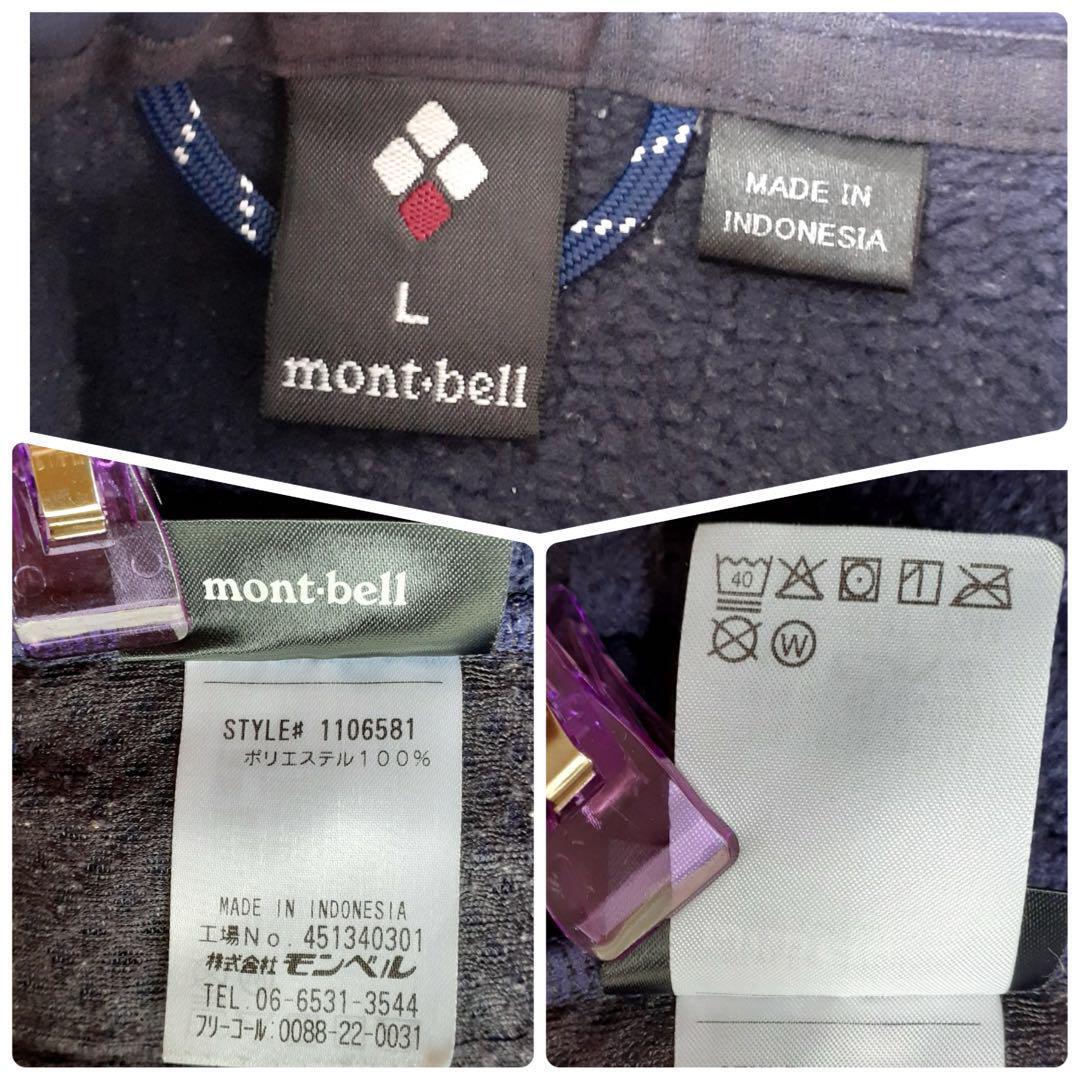 L
mont・bell
MADE IN
INDONESIA
mont・bell
STYLE# 1106581
ポリエステル100%
MADE IN INDONESIA
工場No. 451340301
株式会社 モンベル
TEL. 06-6531-3544
フリーコール:0088-22-0031
40
W